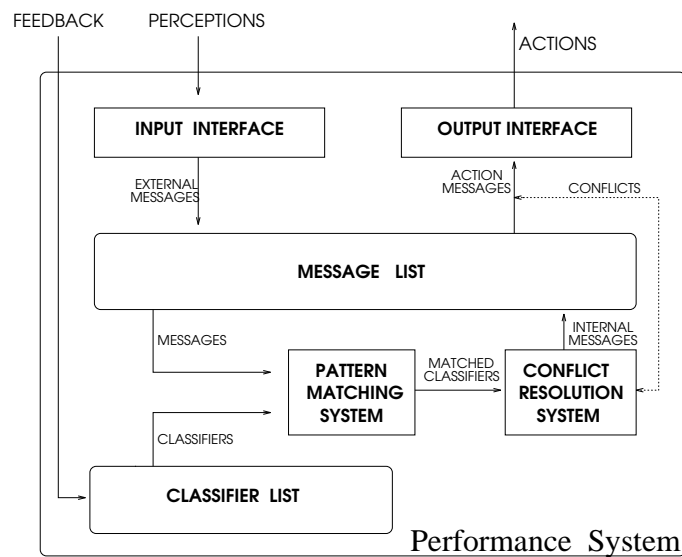 FEEDBACK
PERCEPTIONS
ACTIONS
INPUT INTERFACE
OUTPUT INTERFACE
EXTERNAL
MESSAGES
ACTION
MESSAGES
CONFLICTS
MESSAGE LIST
MESSAGES
INTERNAL
MESSAGES
PATTERN
MATCHING
SYSTEM
MATCHED
CLASSIFIERS
CONFLICT
RESOLUTION
SYSTEM
CLASSIFIERS
CLASSIFIER LIST
Performance System